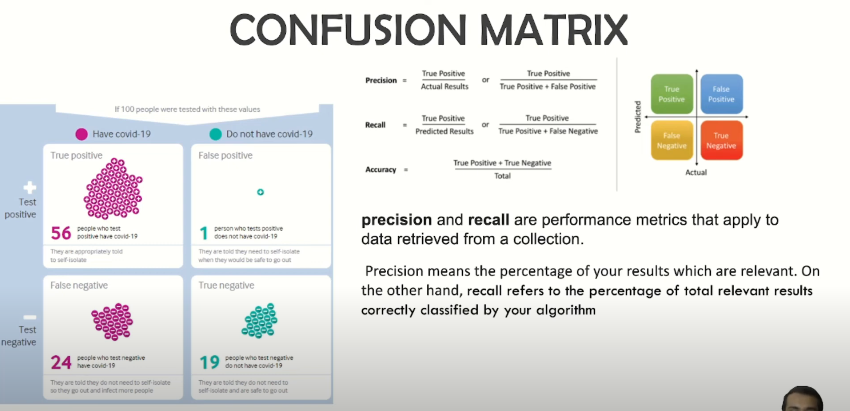 CONFUSION MATRIX
If 100 people were tested with these values
Have covid-19
Do not have covid-19
Test
positive
True positive
56 people who test
positive have covid-19
They are appropriately told
to self-isolate
False positive
1 person who tests positive
does not have covid-19
They are told they need to self-isolate
when they would be safe to go out
Test
negative
False negative
24 people who test negative
have covid-19
They are told they do not need to self-isolate
so they go out and infect more people
True negative
19 people who test negative
do not have covid-19
They are told they do not need to
self-isolate and are safe to go out
Precision = True Positive / Actual Results or True Positive / True Positive + False Positive
Recall = True Positive / Predicted Results or True Positive / True Positive + False Negative
Accuracy = True Positive + True Negative / Total
Predicted
True
Positive
False
Positive
False
Negative
True
Negative
Actual
precision and recall are performance metrics that apply to
data retrieved from a collection.
Precision means the percentage of your results which are relevant. On
the other hand, recall refers to the percentage of total relevant results
correctly classified by your algorithm